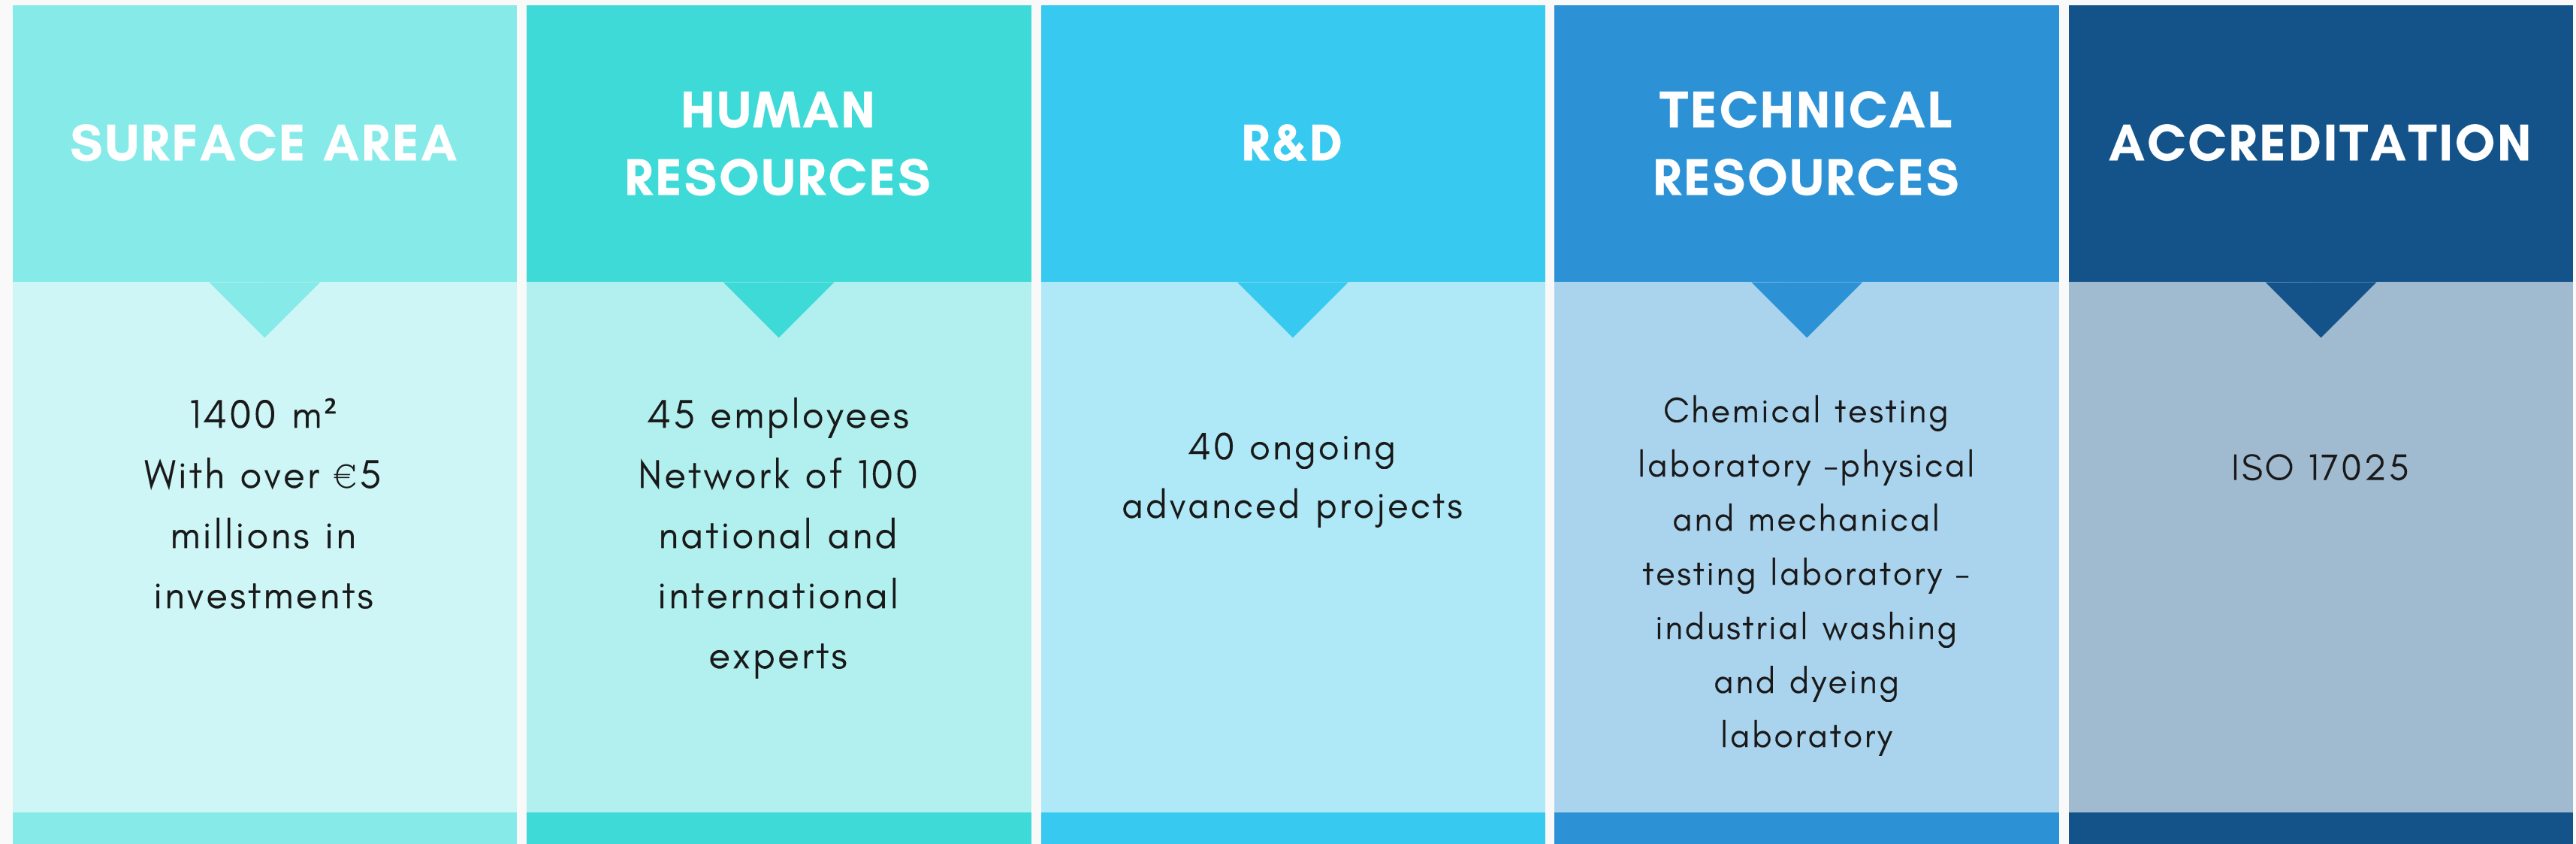 SURFACE AREA
1400 m²
With over €5
millions in
investments
HUMAN
RESOURCES
45 employees
Network of 100
national and
international
experts
R&D
40 ongoing
advanced projects
TECHNICAL
RESOURCES
Chemical testing
laboratory -physical
and mechanical
testing laboratory -
industrial washing
and dyeing
laboratory
ACCREDITATION
ISO 17025